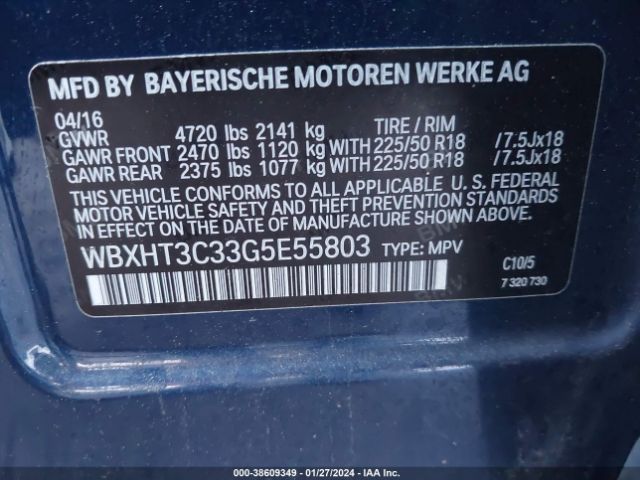 MFD BY BAYERISCHE MOTOREN WERKE AG
04/16
GVWR 4720 lbs 2141 kg TIRE / RIM
GAWR FRONT 2470 lbs 1120 kg WITH 225/50 R18 / 7.5Jx18
GAWR REAR 2375 lbs 1077 kg WITH 225/50 R18 / 7.5Jx18
THIS VEHICLE CONFORMS TO ALL APPLICABLE U. S. FEDERAL
MOTOR VEHICLE SAFETY AND THEFT PREVENTION STANDARDS
IN EFFECT ON THE DATE OF MANUFACTURE SHOWN ABOVE.
WBXHT3C33G5E55803 TYPE: MPV
C10/5
7 320 730
000-38609349 | 01/27/2024 | IAA Inc.